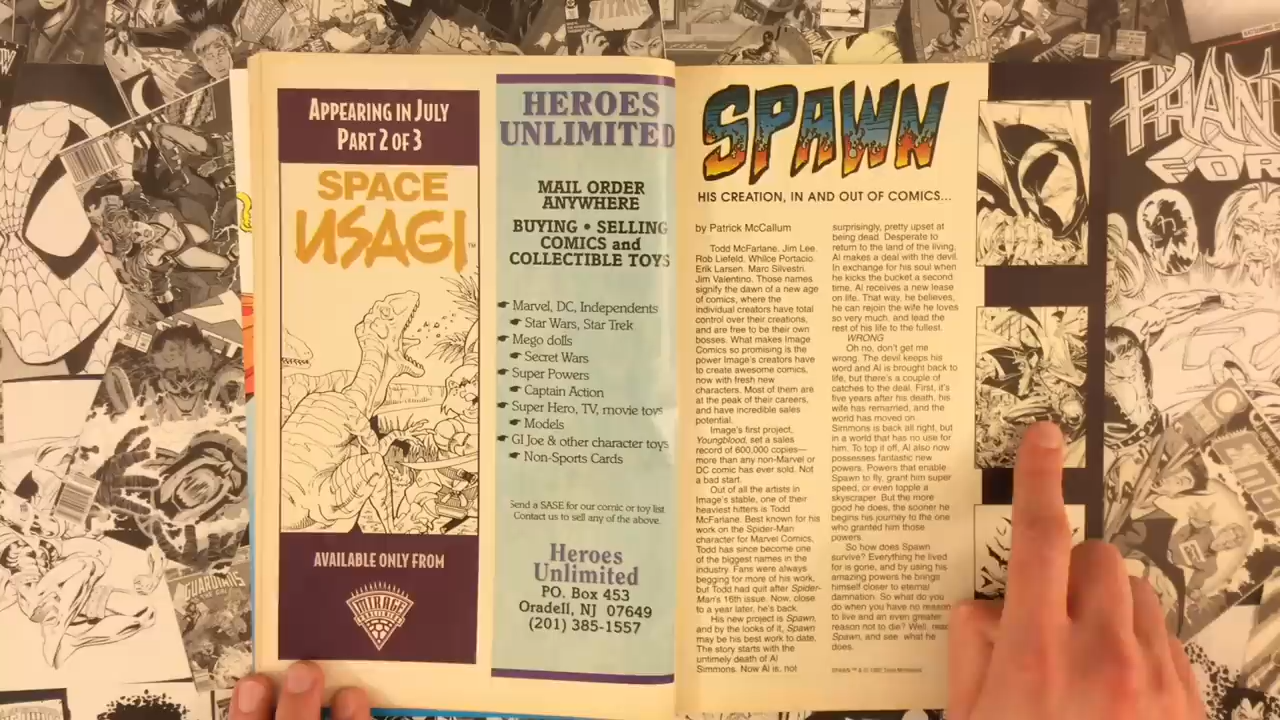 APPEARING IN JULY
PART 2 OF 3
SPACE
USAGI™
AVAILABLE ONLY FROM
MIRAGE
HEROES
UNLIMITED
MAIL ORDER
ANYWHERE
BUYING • SELLING
COMICS and
COLLECTIBLE TOYS
Marvel, DC, Independents
Star Wars, Star Trek
Mego dolls
Secret Wars
Super Powers
Captain Action
Super Hero, TV, movie toys
Models
GI Joe & other character toys
Non-Sports Cards
Send a SASE for our comic or toy list.
Contact us to sell any of the above.
Heroes
Unlimited
PO. Box 453
Oradell, NJ 07649
(201) 385-1557
SPAWN
HIS CREATION, IN AND OUT OF COMICS...
by Patrick McCallum
Todd McFarlane. Jim Lee.
Rob Liefeld. Whilce Portacio.
Erik Larsen. Marc Silvestri.
Jim Valentino. Those names
signify the dawn of a new age
of comics, where the
individual creators have total
control over their creations,
and are free to be their own
bosses. What makes Image
Comics so promising is the
power Image's creators have
to create awesome comics,
now with fresh new
characters. Most of them are
at the peak of their careers,
and have incredible sales
potential.
Image's first project,
Youngblood, set a sales
record of 600,000 copies—
more than any non-Marvel or
DC comic has ever sold. Not
a bad start.
Out of all the artists in
Image's stable, one of their
heaviest hitters is Todd
McFarlane. Best known for his
work on the Spider-Man
character for Marvel Comics,
Todd has since become one
of the biggest names in the
industry. Fans were always
begging for more of his work,
but Todd had quit after Spider-
Man's 16th issue. Now, close
to a year later, he's back.
His new project is Spawn,
and by the looks of it, Spawn
may be his best work to date.
The story starts with the
untimely death of Al
Simmons. Now Al is, not
surprisingly, pretty upset at
being dead. Desperate to
return to the land of the living,
Al makes a deal with the devil.
In exchange for his soul when
he kicks the bucket a second
time, Al receives a new lease
on life. That way, he believes,
he can rejoin the wife he loves
so very much, and lead the
rest of his life to the fullest.
WRONG
Oh no, don't get me
wrong. The devil keeps his
word and Al is brought back to
life, but there's a couple of
catches to the deal. First, it's
five years after his death, his
wife has remarried, and the
world has moved on.
Simmons is back all right, but
in a world that has no use for
him. To top it off, Al also now
possesses fantastic new
powers. Powers that enable
Spawn to fly, grant him super
speed, or even topple a
skyscraper. But the more
good he does, the sooner he
begins his journey to the one
who granted him those
powers.
So how does Spawn
survive? Everything he lived
for is gone, and by using his
amazing powers he brings
himself closer to eternal
damnation. So what do you
do when you have no reason
to live and an even greater
reason not to die? Well, read
Spawn, and see what he
does.
SPAWN™ & © 1992 Todd McFarlane
GUARDIANS